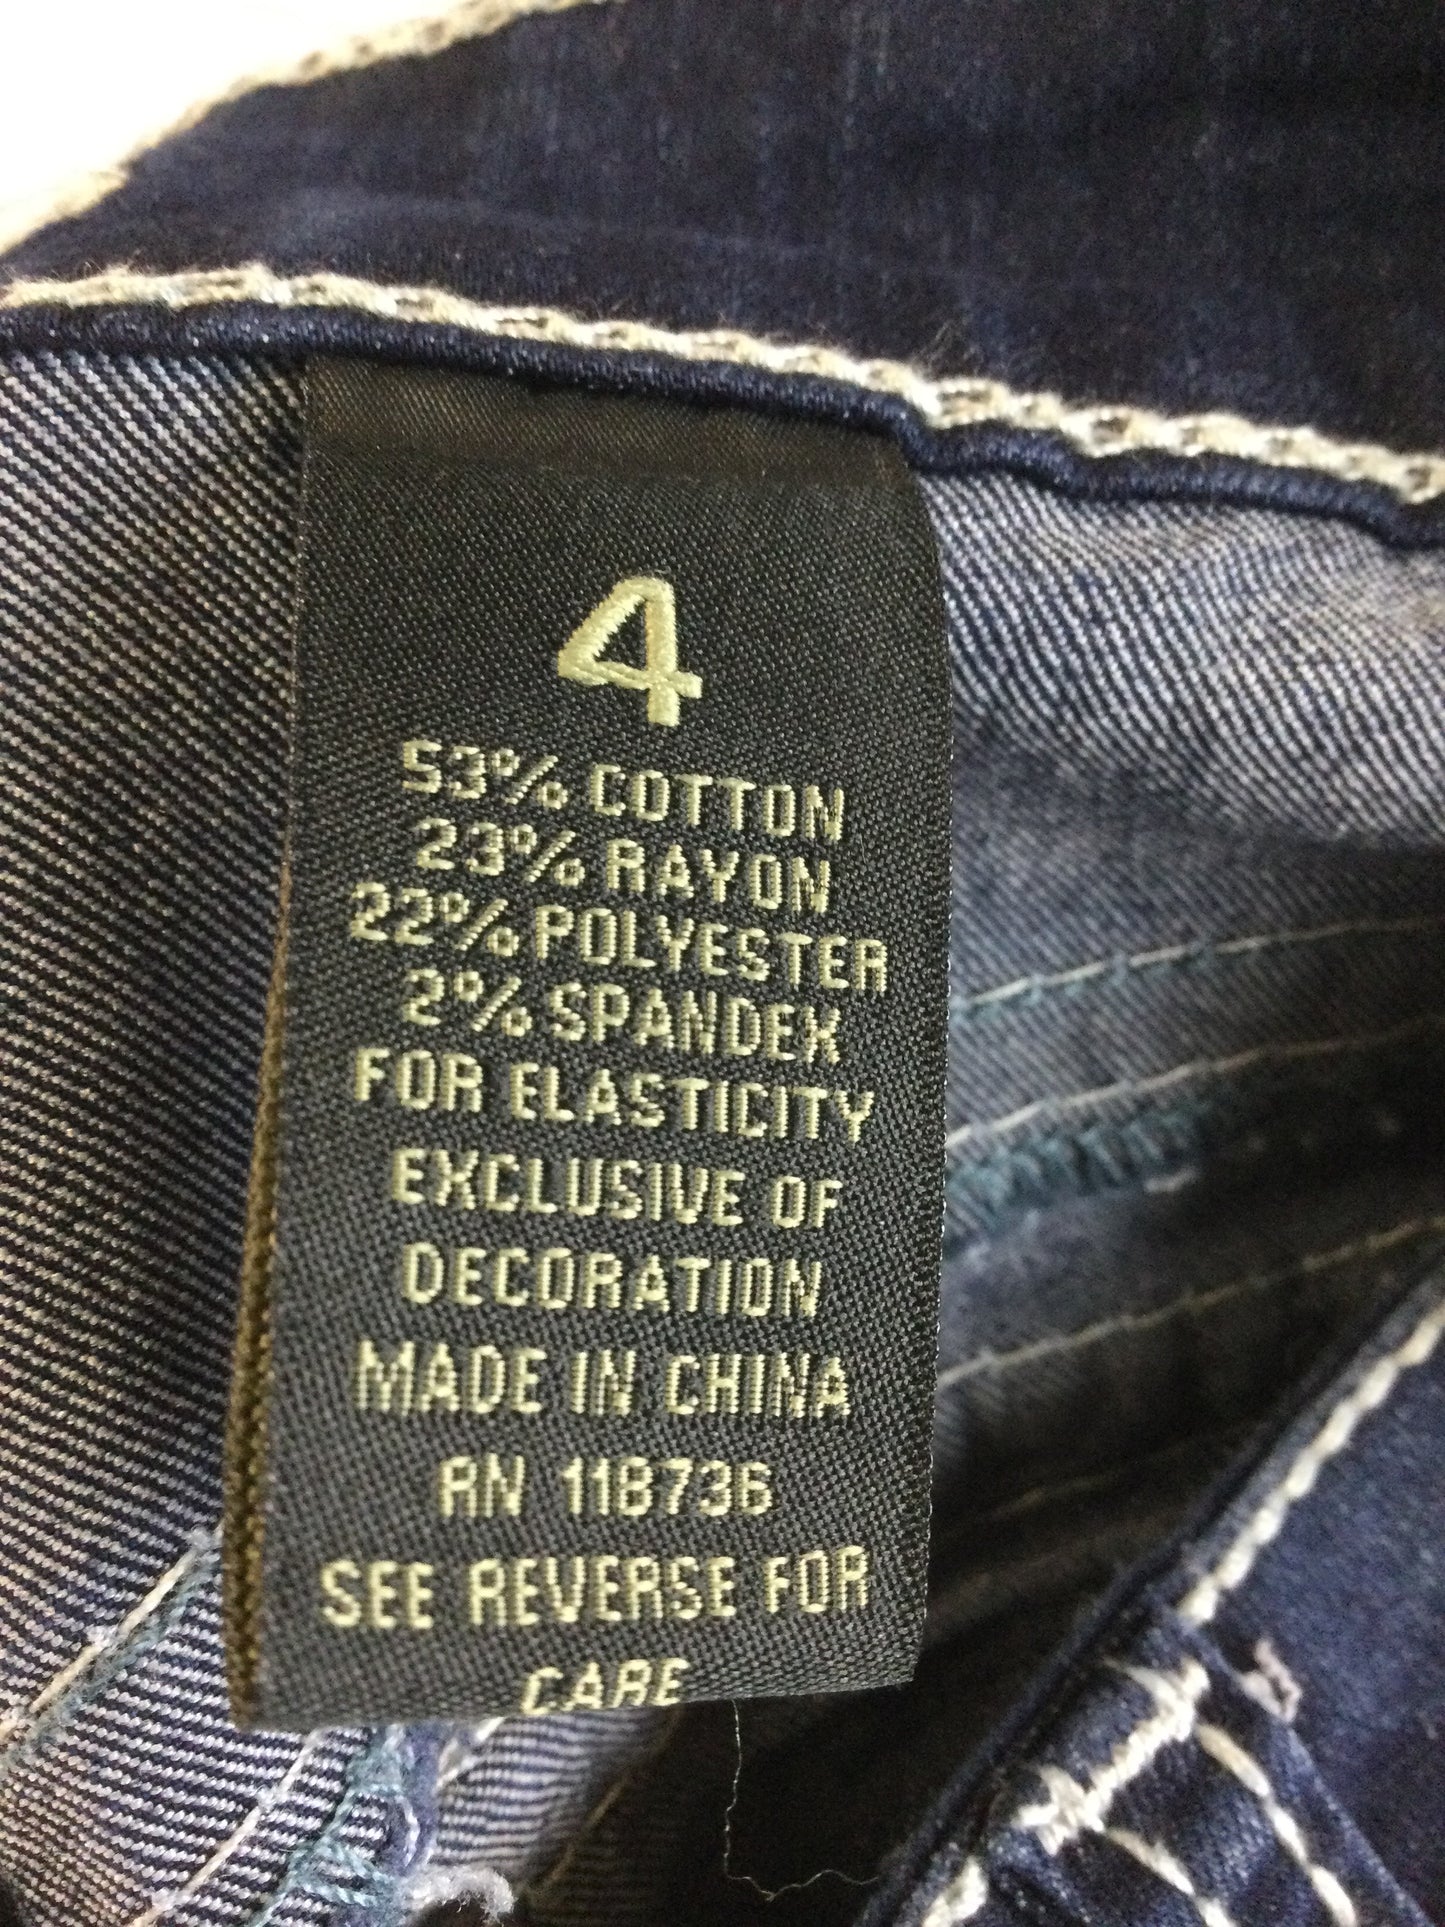 4
53% COTTON
23% RAYON
22% POLYESTER
2% SPANDEX
FOR ELASTICITY
EXCLUSIVE OF
DECORATION
MADE IN CHINA
RN 118736
SEE REVERSE FOR
CARE